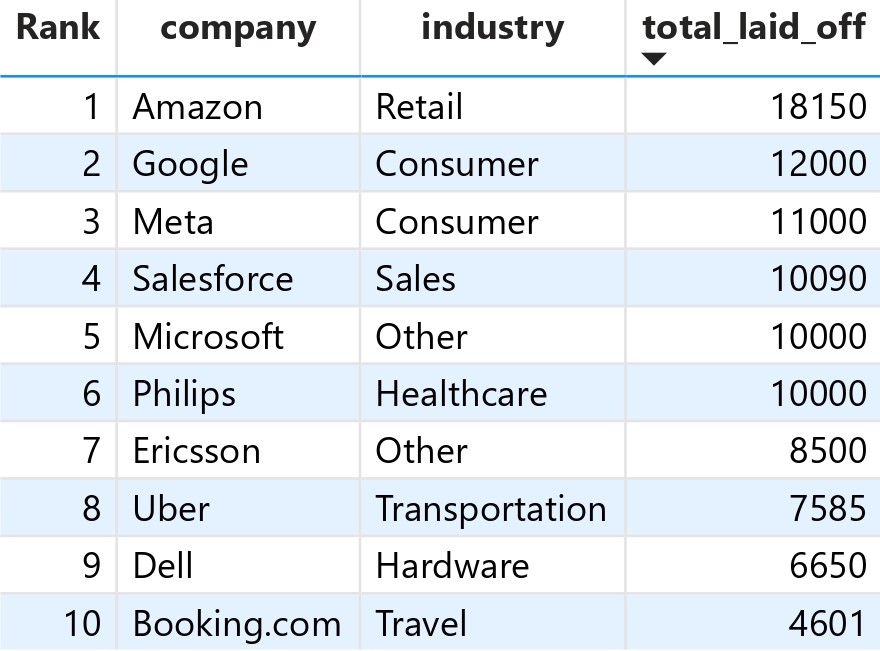 Rank company industry total_laid_off
1 Amazon Retail 18150
2 Google Consumer 12000
3 Meta Consumer 11000
4 Salesforce Sales 10090
5 Microsoft Other 10000
6 Philips Healthcare 10000
7 Ericsson Other 8500
8 Uber Transportation 7585
9 Dell Hardware 6650
10 Booking.com Travel 4601